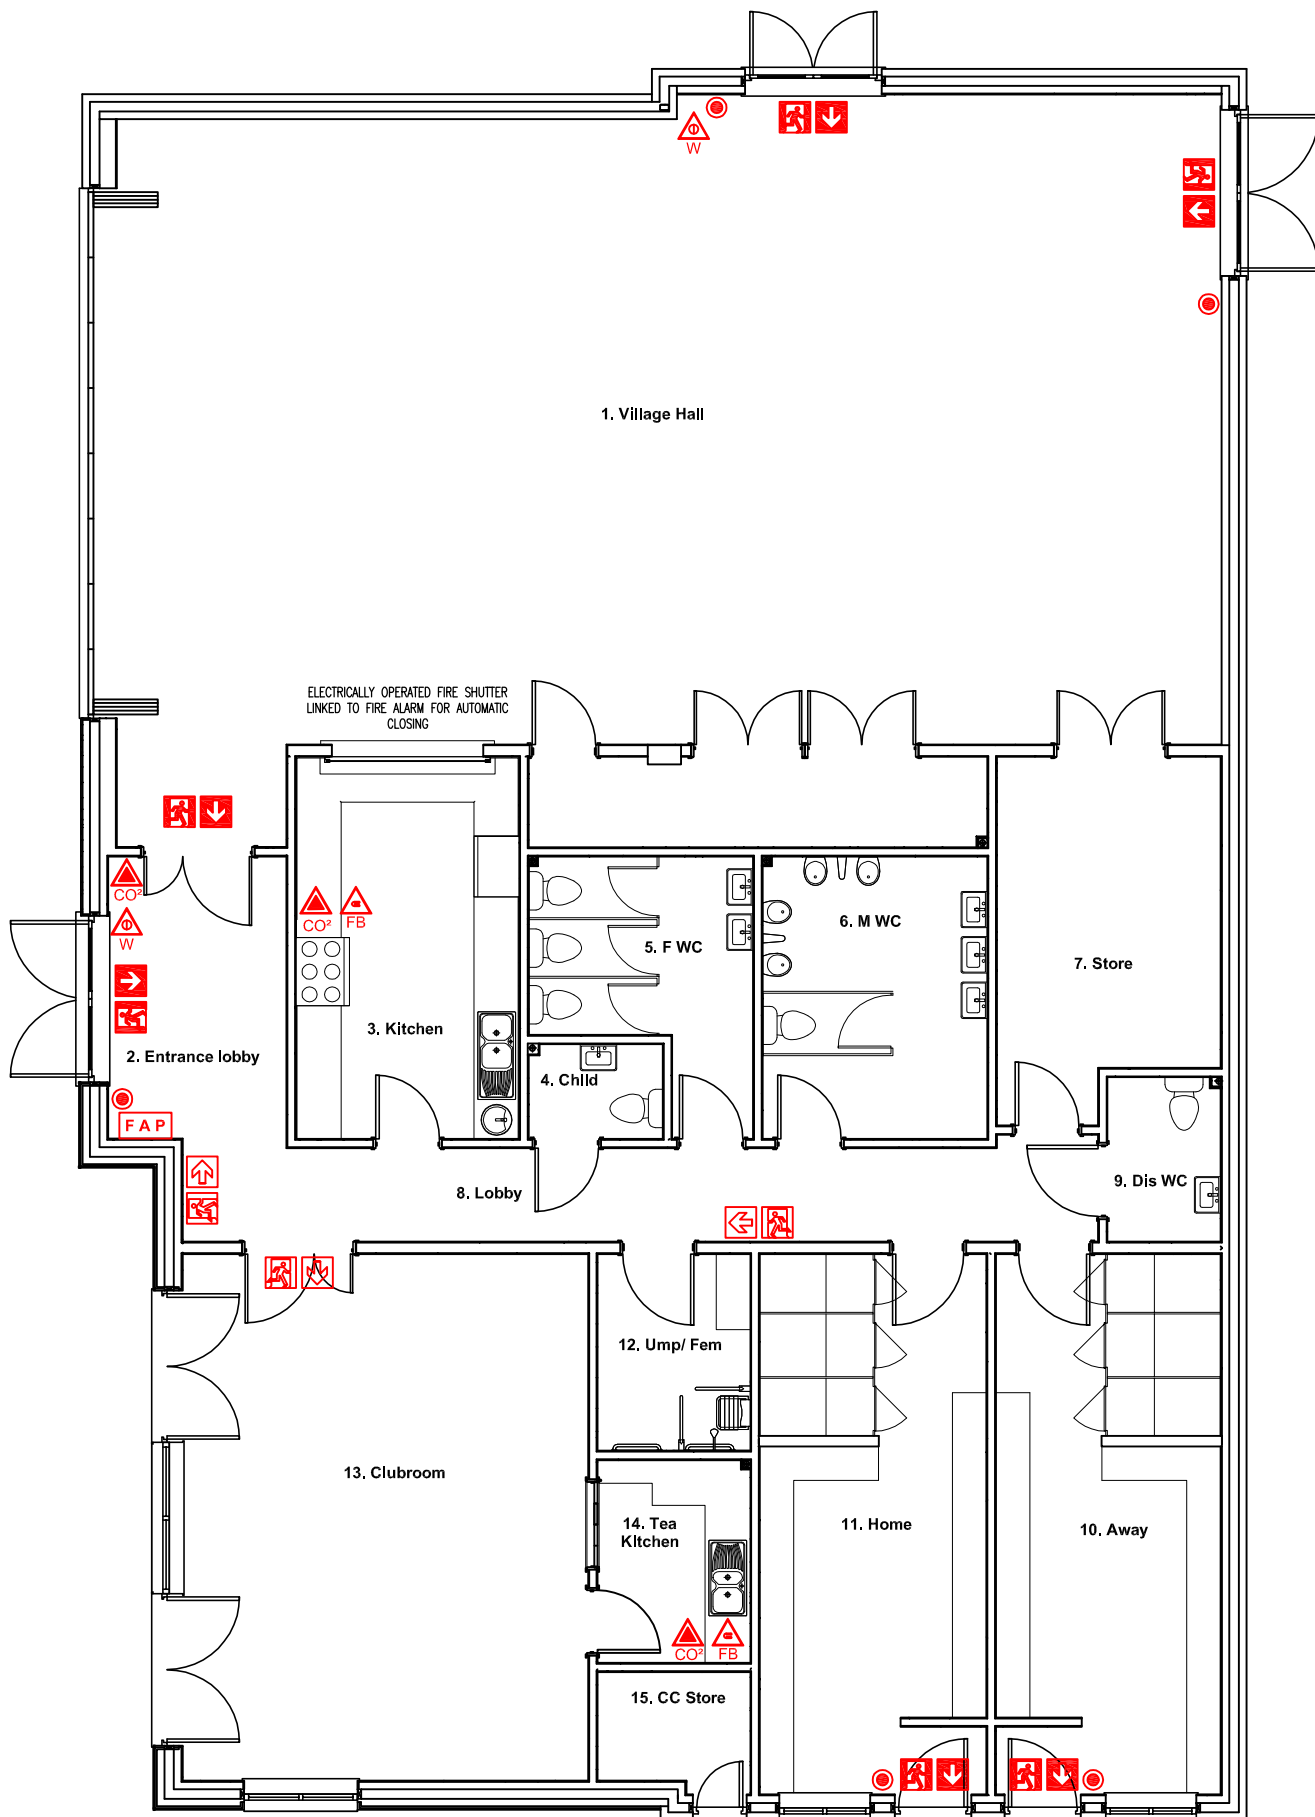 W
1. Village Hall
ELECTRICALLY OPERATED FIRE SHUTTER
LINKED TO FIRE ALARM FOR AUTOMATIC
CLOSING
CO²
W
CO²
FB
5. F WC
6. M WC
7. Store
3. Kitchen
2. Entrance lobby
4. Child
F A P
8. Lobby
9. Dis WC
12. Ump/ Fem
13. Clubroom
14. Tea
Kitchen
11. Home
10. Away
CO²
FB
15. CC Store